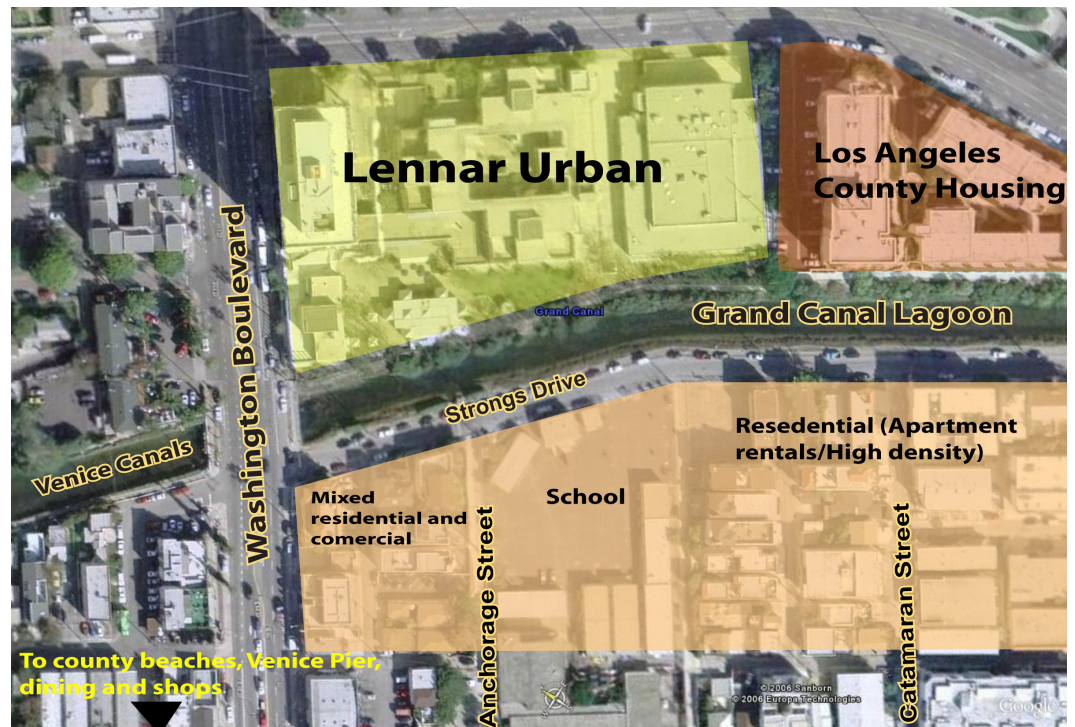 Lennar Urban
Los Angeles
County Housing
Washington Boulevard
Grand Canal
Grand Canal Lagoon
Strongs Drive
Venice Canals
Resedential (Apartment
rentals/High density)
Mixed
residential and
comercial
School
Anchorage Street
Catamaran Street
To county beaches, Venice Pier,
dining and shops
© 2006 Sanborn
© 2006 Europa Technologies
Google